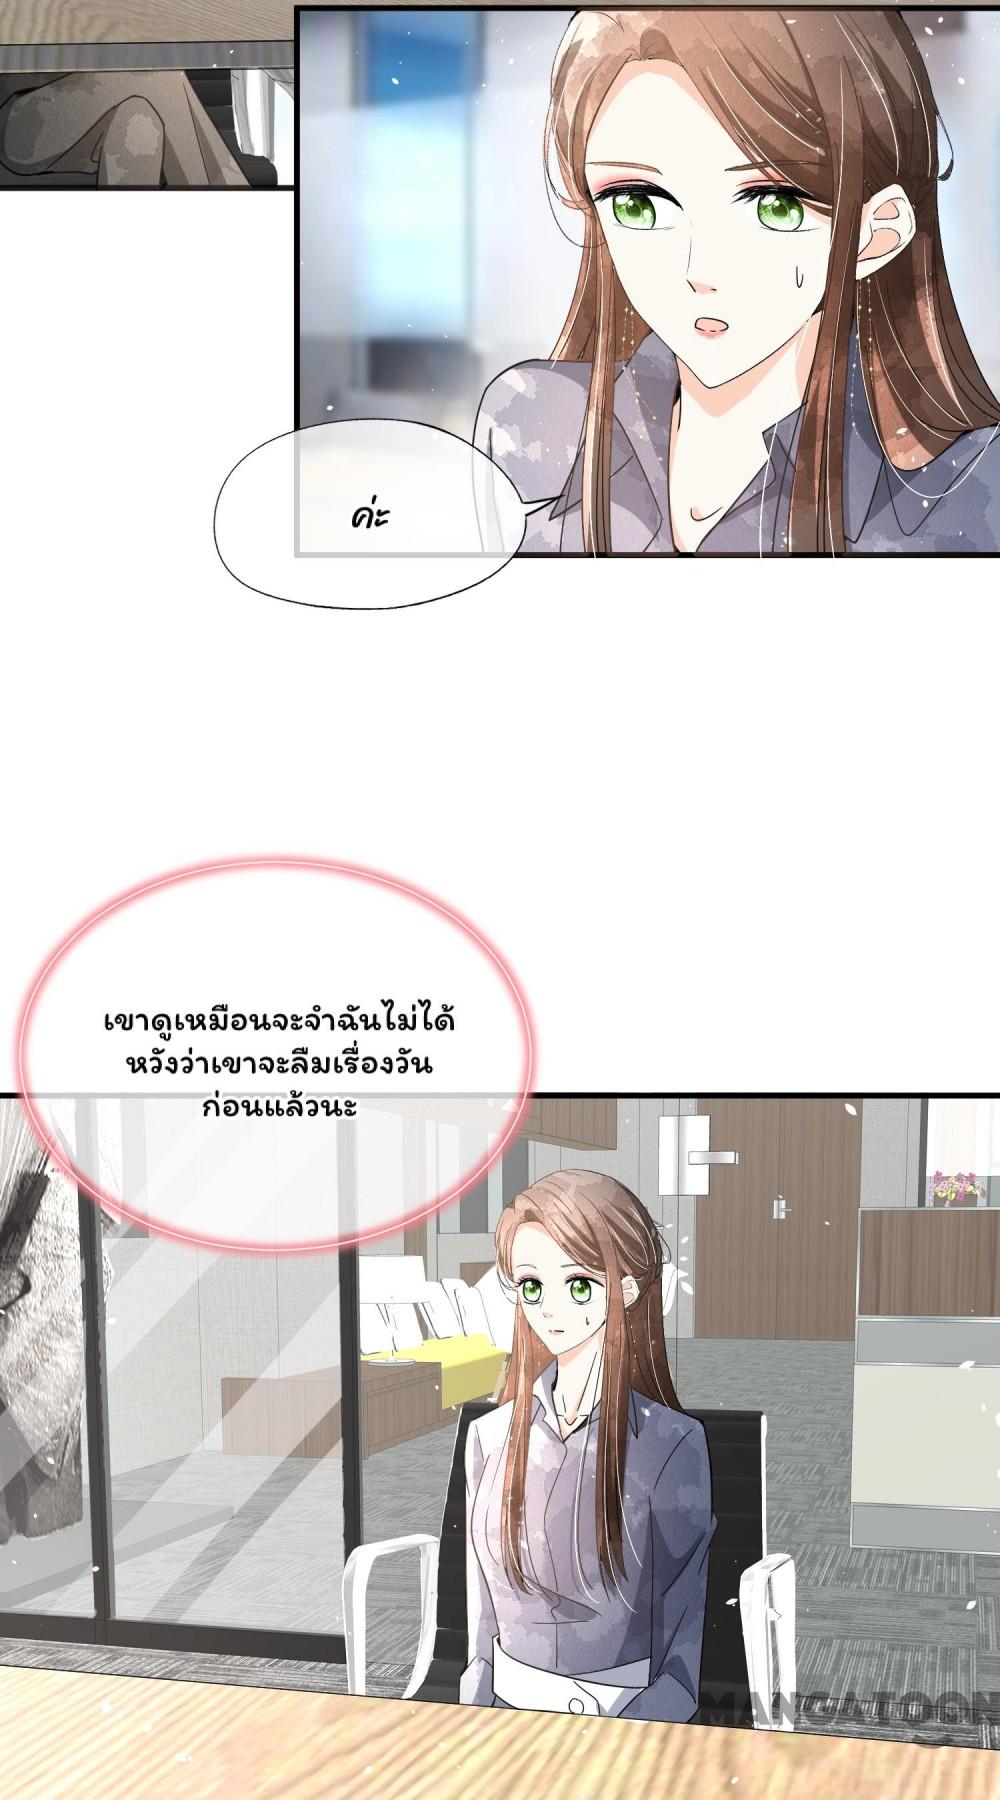 ค่ะ
เขาดูเหมือนจะจำฉันไม่ได้
หวังว่าเขาจะลืมเรื่องวัน
ก่อนแล้วนะ
MANGATOON